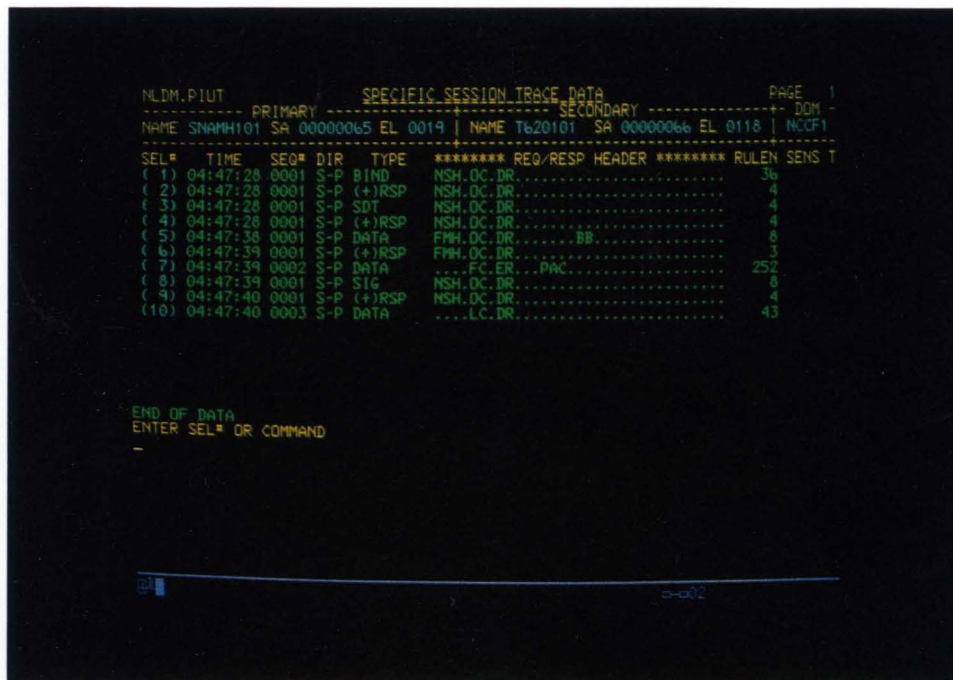 NLDM.PIUT SPECIFIC SESSION TRACE DATA PAGE 1
----------- PRIMARY --------------+-------------- SECONDARY --------------+- DOM -
NAME SNAMH101 SA 00000065 EL 0019 | NAME T620101 SA 00000066 EL 0118 | NCCF1
SEL# TIME SEQ# DIR TYPE ******** REQ/RESP HEADER ******** RULEN SENS T
( 1) 04:47:28 0001 S-P BIND NSH.OC.DR.......................... 36
( 2) 04:47:28 0001 S-P (+)RSP NSH.OC.DR.......................... 4
( 3) 04:47:28 0001 S-P SDT NSH.OC.DR.......................... 4
( 4) 04:47:28 0001 S-P (+)RSP NSH.OC.DR.......................... 4
( 5) 04:47:38 0001 S-P DATA FMH.OC.DR.......BB................. 8
( 6) 04:47:39 0001 S-P (+)RSP FMH.OC.DR.......................... 3
( 7) 04:47:39 0002 S-P DATA ....FC.ER...PAC.................... 252
( 8) 04:47:39 0001 S-P SIG NSH.OC.DR.......................... 8
( 9) 04:47:40 0001 S-P (+)RSP NSH.OC.DR.......................... 4
(10) 04:47:40 0003 S-P DATA ....LC.DR.......................... 43
END OF DATA
ENTER SEL# OR COMMAND
02